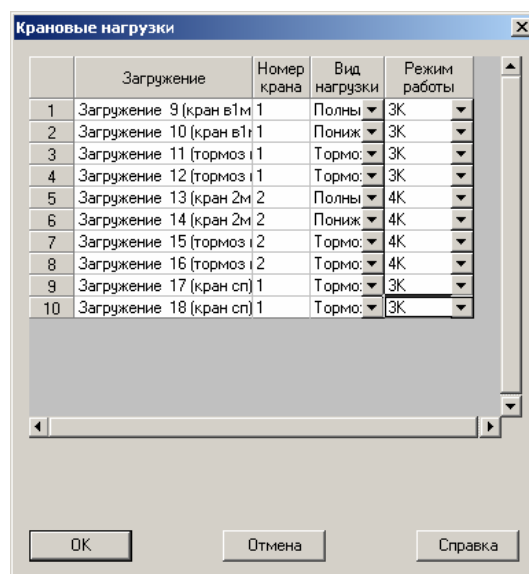 Крановые нагрузки
Загружение Номер крана Вид нагрузки Режим работы
1 Загружение 9 (кран в1м 1 Полны 3К
2 Загружение 10 (кран в1м 1 Пониж 3К
3 Загружение 11 (тормоз 1 Тормо: 3К
4 Загружение 12 (тормоз 1 Тормо: 3К
5 Загружение 13 (кран 2м 2 Полны 4К
6 Загружение 14 (кран 2м 2 Пониж 4К
7 Загружение 15 (тормоз 2 Тормо: 4К
8 Загружение 16 (тормоз 2 Тормо: 4К
9 Загружение 17 (кран сп) 1 Тормо: 3К
10 Загружение 18 (кран сп) 1 Тормо: 3К
OK Отмена Справка